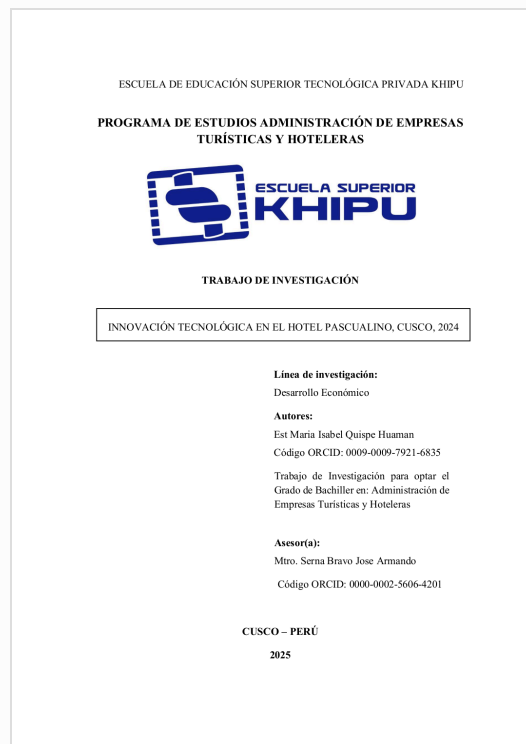 ESCUELA DE EDUCACIÓN SUPERIOR TECNOLÓGICA PRIVADA KHIPU
PROGRAMA DE ESTUDIOS ADMINISTRACIÓN DE EMPRESAS
TURÍSTICAS Y HOTELERAS
ESCUELA SUPERIOR
KHIPU
TRABAJO DE INVESTIGACIÓN
INNOVACIÓN TECNOLÓGICA EN EL HOTEL PASCUALINO, CUSCO, 2024
Línea de investigación:
Desarrollo Económico
Autores:
Est Maria Isabel Quispe Huaman
Código ORCID: 0009-0009-7921-6835
Trabajo de Investigación para optar el
Grado de Bachiller en: Administración de
Empresas Turísticas y Hoteleras
Asesor(a):
Mtro. Serna Bravo Jose Armando
Código ORCID: 0000-0002-5606-4201
CUSCO – PERÚ
2025